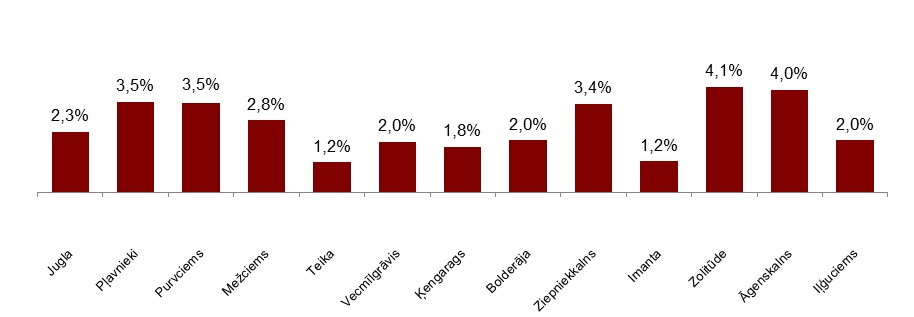 2,3%
3,5%
3,5%
2,8%
1,2%
2,0%
1,8%
2,0%
3,4%
1,2%
4,1%
4,0%
2,0%
Jugla
Pļavnieki
Purvciems
Mežciems
Teika
Vecmīlgrāvis
Ķengarags
Bolderāja
Ziepniekkalns
Imanta
Zolitūde
Āgenskalns
Iļģuciems